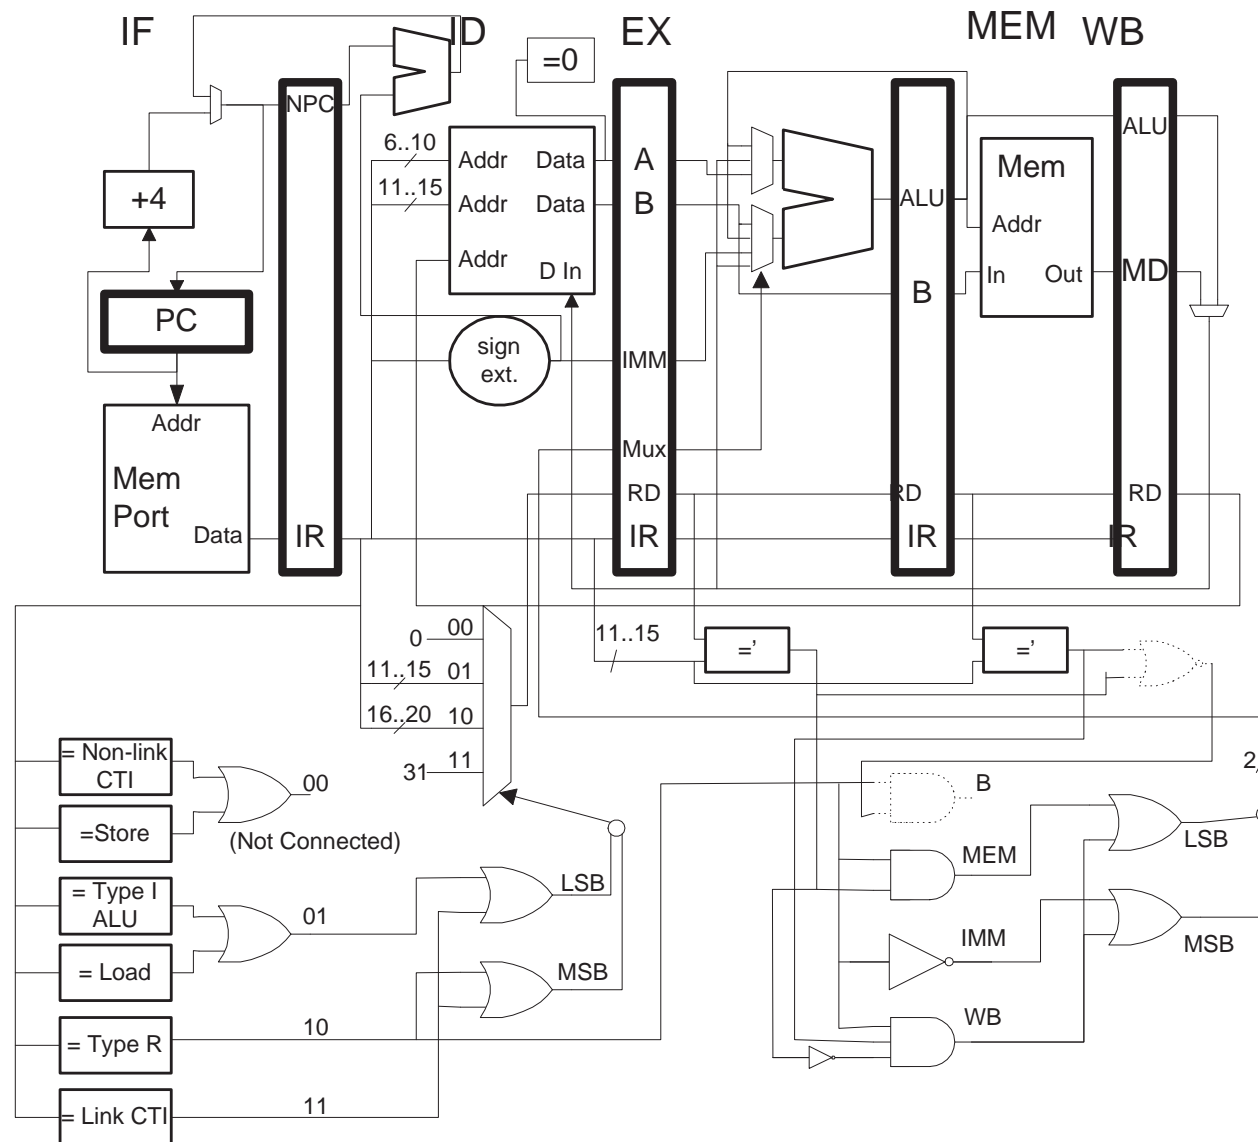 IF
ID
EX
MEM
WB
=0
NPC
ALU
6..10
Addr
Data
A
Mem
+4
11..15
Addr
Data
B
ALU
Addr
Addr
D In
In
Out
MD
B
PC
sign
ext.
IMM
Addr
Mux
Mem
Port
RD
RD
RD
Data
IR
IR
IR
IR
0
00
11..15
='
='
11..15
01
16..20
10
31
11
= Non-link
CTI
00
2
B
=Store
(Not Connected)
LSB
MEM
= Type I
ALU
LSB
01
IMM
MSB
= Load
MSB
10
WB
= Type R
11
= Link CTI